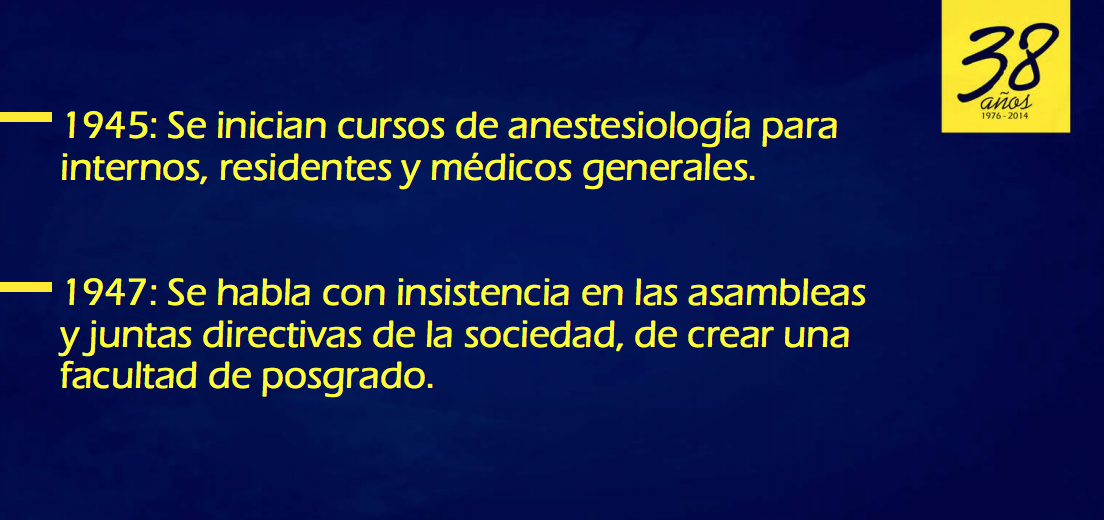 38
años
1976 - 2014
1945: Se inician cursos de anestesiología para
internos, residentes y médicos generales.
1947: Se habla con insistencia en las asambleas
y juntas directivas de la sociedad, de crear una
facultad de posgrado.